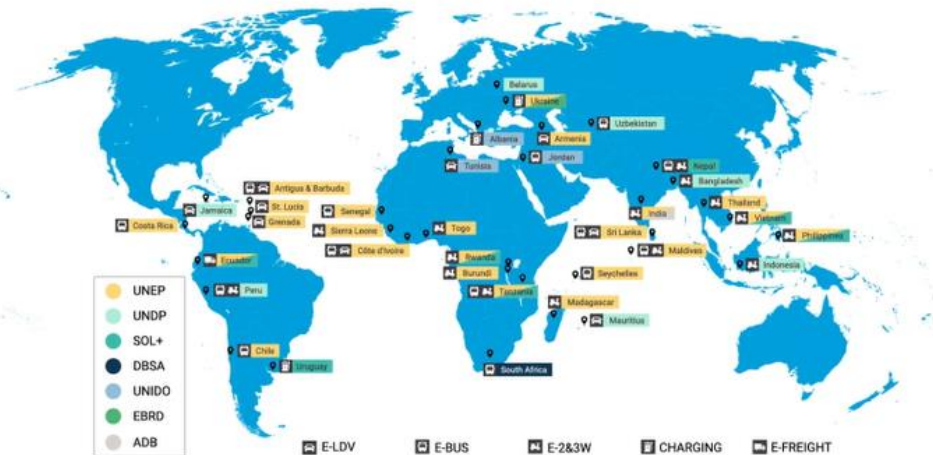 Belarus
Ukraine
Uzbekistan
Albania
Armenia
Tunisia
Jordan
Nepal
Bangladesh
Antigua & Barbuda
Jamaica
St. Lucia
Grenada
Costa Rica
Senegal
Sierra Leone
Togo
Côte d'Ivoire
India
Thailand
Vietnam
Sri Lanka
Philippines
Maldives
Ecuador
Rwanda
Burundi
Seychelles
Indonesia
Peru
Tanzania
Madagascar
Mauritius
Chile
Uruguay
South Africa
UNEP
UNDP
SOL+
DBSA
UNIDO
EBRD
ADB
E-LDV
E-BUS
E-2&3W
CHARGING
E-FREIGHT